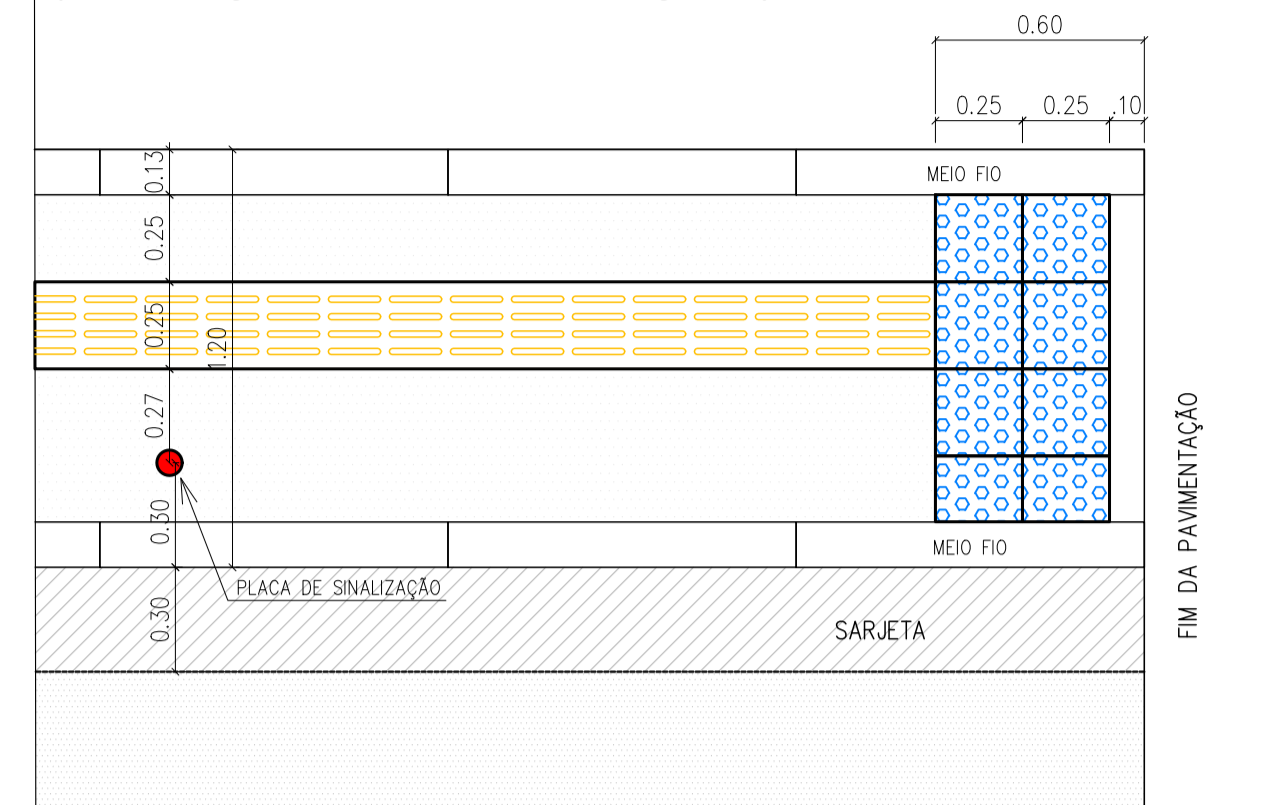 0.60
0.25 0.25 .10
MEIO FIO
0.13
0.25
0.25
1.20
0.27
0.30
MEIO FIO
PLACA DE SINALIZAÇÃO
0.30
SARJETA
FIM DA PAVIMENTAÇÃO